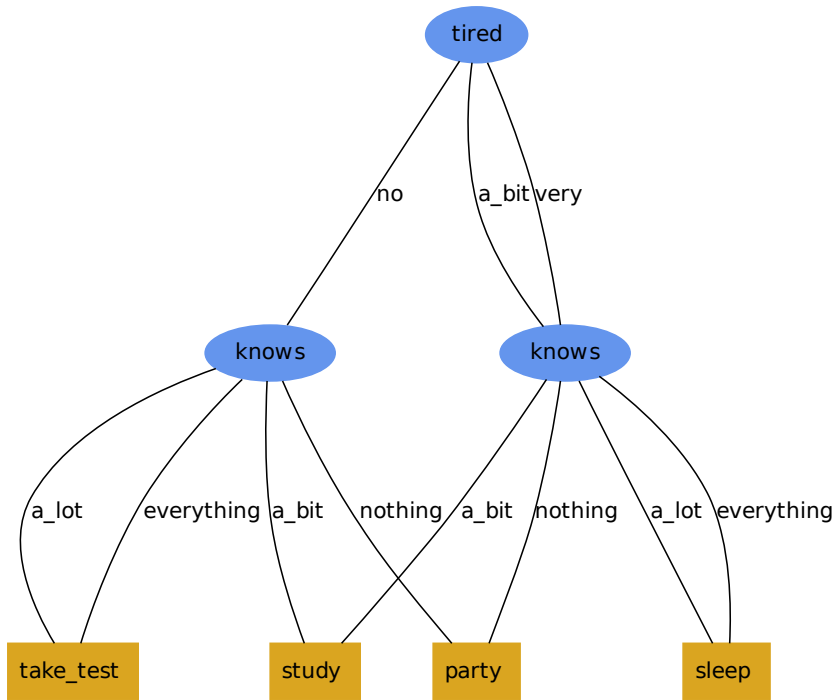 tired
no
a_bit
very
knows
knows
a_lot
everything
a_bit
nothing
a_bit
nothing
a_lot
everything
take_test
study
party
sleep